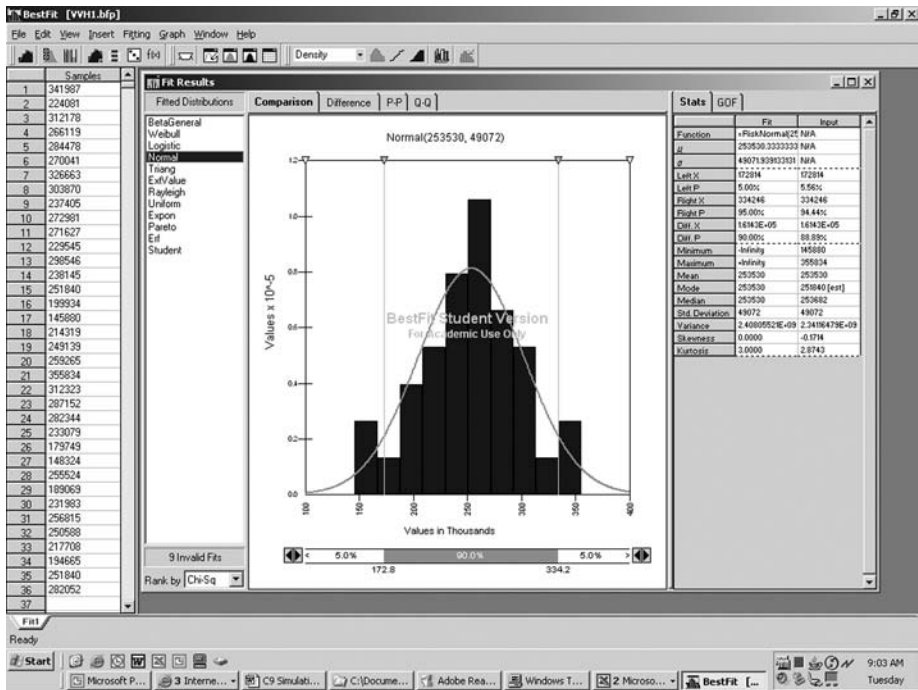 BestFit [VVH1.bfp]
File Edit View Insert Fitting Graph Window Help
Density
Samples
1 341987
2 224081
3 312178
4 266119
5 284478
6 270041
7 326663
8 303870
9 237405
10 272981
11 271627
12 229545
13 298546
14 238145
15 251840
16 199934
17 145880
18 214319
19 249139
20 259265
21 355834
22 312323
23 287152
24 282344
25 233079
26 179749
27 148324
28 255524
29 189069
30 231983
31 256815
32 250588
33 217708
34 194665
35 251840
36 282052
37
Fit1
Fit Results
Fitted Distributions
BetaGeneral
Weibull
Logistic
Normal
Triang
ExtValue
Rayleigh
Uniform
Expon
Pareto
Erf
Student
9 Invalid Fits
Rank by Chi-Sq
Comparison Difference P-P Q-Q
Normal(253530, 49072)
1.2
1.0
0.8
0.6
0.4
0.2
0.0
Values x 10^-5
BestFit Student Version
For Academic Use Only
100 150 200 250 300 350 400
Values in Thousands
< 5.0% 90.0% 5.0% >
172.8 334.2
Stats GOF
Fit Input
Function =RiskNormal(25 N/A
μ 253530.3333333 N/A
σ 49071.939133131 N/A
Left X 172814 172814
Left P 5.00% 5.56%
Right X 334246 334246
Right P 95.00% 94.44%
Diff. X 1.6143E+05 1.6143E+05
Diff. P 90.00% 88.89%
Minimum -Infinity 145880
Maximum +Infinity 355834
Mean 253530 253530
Mode 253530 251840 [est]
Median 253530 253682
Std. Deviation 49072 49072
Variance 2.40805521E+09 2.34116479E+09
Skewness 0.0000 -0.1714
Kurtosis 3.0000 2.8743
Ready
Start
Microsoft P...
3 Interne...
C9 Simulati...
C:\Docume...
Adobe Rea...
Windows T...
2 Microso...
BestFit [...
9:03 AM
Tuesday